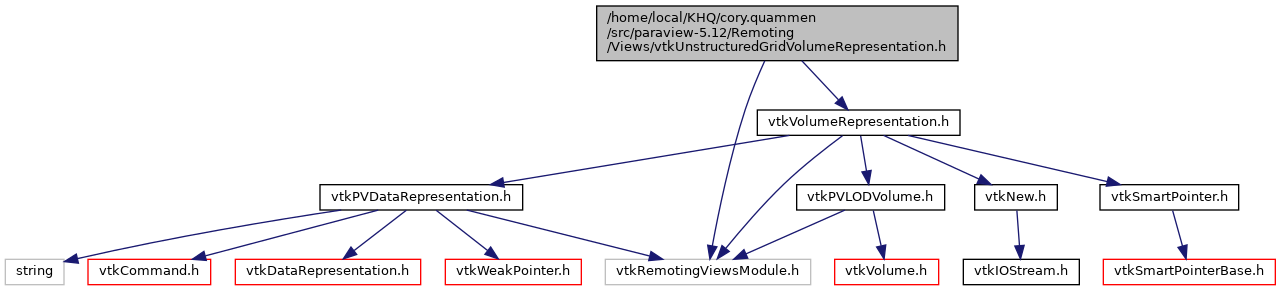 /home/local/KHQ/cory.quammen
/src/paraview-5.12/Remoting
/Views/vtkUnstructuredGridVolumeRepresentation.h
vtkVolumeRepresentation.h
vtkPVDataRepresentation.h
vtkPVLODVolume.h
vtkNew.h
vtkSmartPointer.h
string
vtkCommand.h
vtkDataRepresentation.h
vtkWeakPointer.h
vtkRemotingViewsModule.h
vtkVolume.h
vtkIOStream.h
vtkSmartPointerBase.h